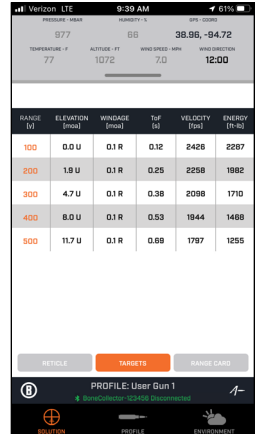 Verizon LTE 9:39 AM 61%
PRESSURE - MBAR HUMIDITY - % GPS - COORD
977 66 38.96, -94.72
TEMPERATURE - F ALTITUDE - FT WIND SPEED - MPH WIND DIRECTION
77 1072 7.0 12:00
RANGE ELEVATION WINDAGE ToF VELOCITY ENERGY
(y) (moa) (moa) (s) (fps) (ft-lb)
100 0.0 U 0.1 R 0.12 2426 2287
200 1.9 U 0.1 R 0.25 2258 1982
300 4.7 U 0.1 R 0.38 2098 1710
400 8.0 U 0.1 R 0.53 1944 1468
500 11.7 U 0.1 R 0.69 1797 1255
RETICLE TARGETS RANGE CARD
PROFILE: User Gun 1
BoneCollector-123456 Disconnected
SOLUTION PROFILE ENVIRONMENT